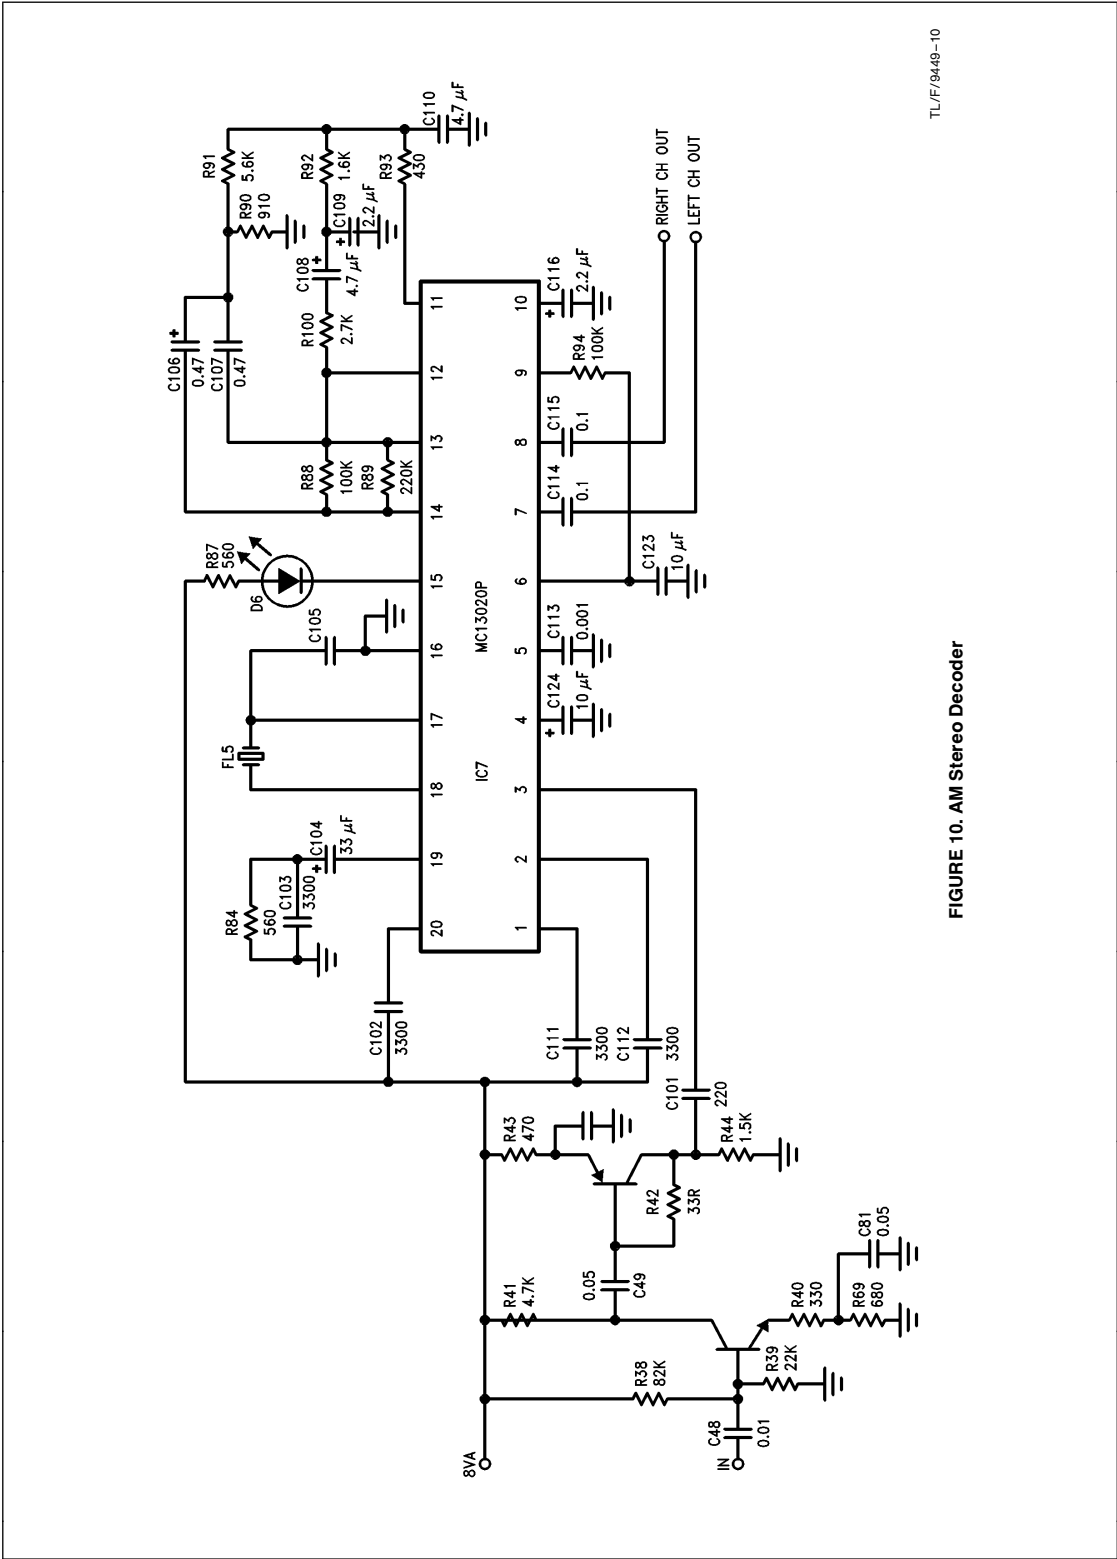 8VA
IN
C48
0.01
R38
82K
R39
22K
R41
4.7K
0.05
C49
R40
330
R69
680
C81
0.05
R42
33R
R43
470
R44
1.5K
C101
220
C102
3300
C111
3300
C112
3300
R84
560
C103
3300
C104
+
33 μF
FL5
C105
D6
R87
560
C106
+
0.47
C107
0.47
R88
100K
R89
220K
R100
2.7K
C108
+
4.7 μF
R90
910
R91
5.6K
C109
+
2.2 μF
R92
1.6K
R93
430
C110
4.7 μF
20
19
18
17
16
15
14
13
12
11
IC7
MC13020P
1
2
3
4
5
6
7
8
9
10
C124
+
10 μF
C113
0.001
C123
10 μF
C114
0.1
C115
0.1
R94
100K
C116
+
2.2 μF
RIGHT CH OUT
LEFT CH OUT
TL/F/9449–10
FIGURE 10. AM Stereo Decoder